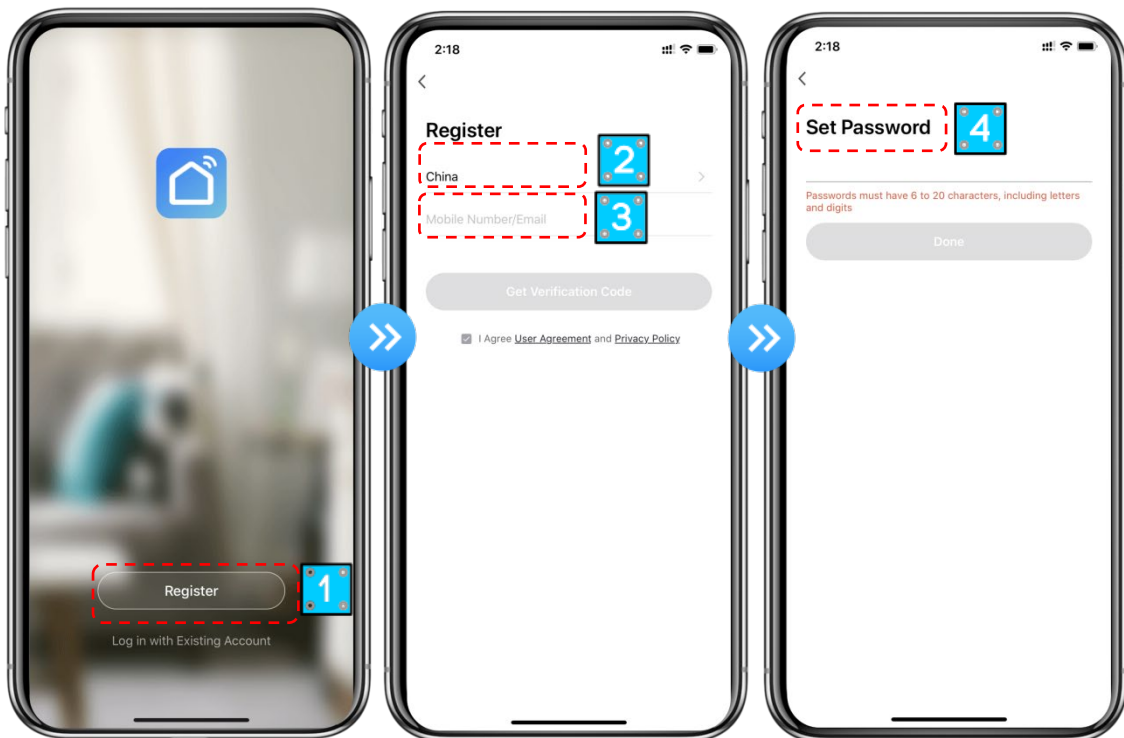 Register
1
Log in with Existing Account
2:18
Register
2
China
3
Mobile Number/Email
Get Verification Code
I Agree User Agreement and Privacy Policy
2:18
Set Password
4
Passwords must have 6 to 20 characters, including letters
and digits
Done